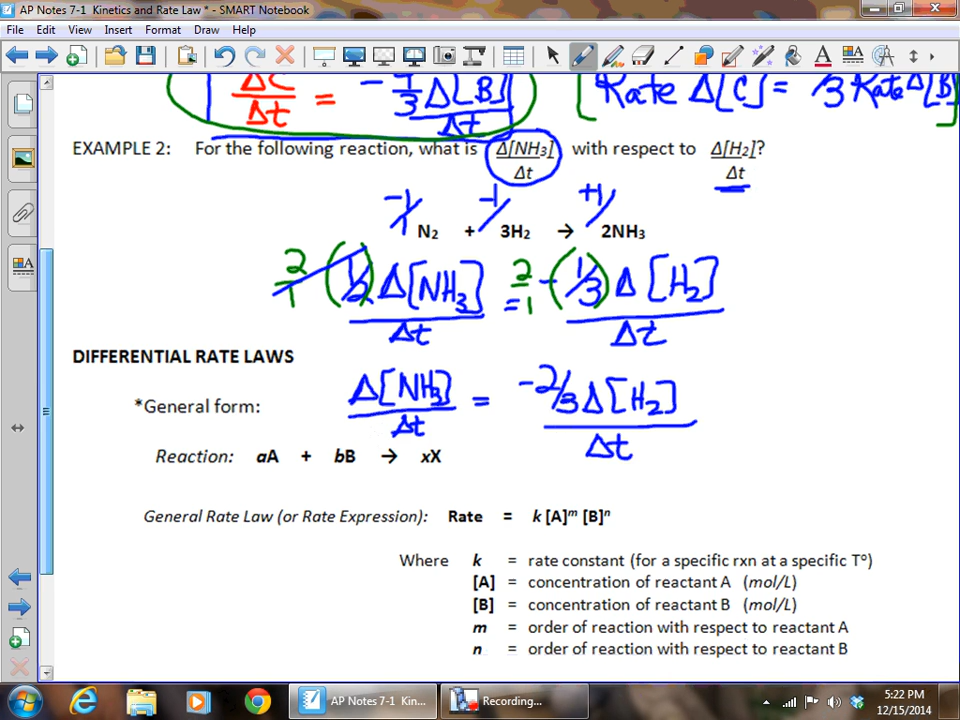 AP Notes 7-1 Kinetics and Rate Law * - SMART Notebook
File Edit View Insert Format Draw Help
ΔC = - 1/3 Δ[B]
Δt Δt
[Rate Δ[C] = 1/3 Rate Δ[B]
EXAMPLE 2: For the following reaction, what is Δ[NH3] with respect to Δ[H2]?
Δt Δt
-1/ -1/ +1/
N2 + 3H2 → 2NH3
2/1 (1/2) Δ[NH3] = 2/1 - (1/3) Δ[H2]
Δt Δt
DIFFERENTIAL RATE LAWS
Δ[NH3] = -2/3 Δ[H2]
Δt Δt
*General form:
Reaction: aA + bB → xX
General Rate Law (or Rate Expression): Rate = k [A]ᵐ [B]ⁿ
Where k = rate constant (for a specific rxn at a specific T°)
[A] = concentration of reactant A (mol/L)
[B] = concentration of reactant B (mol/L)
m = order of reaction with respect to reactant A
n = order of reaction with respect to reactant B
AP Notes 7-1 Kin... Recording...
5:22 PM
12/15/2014